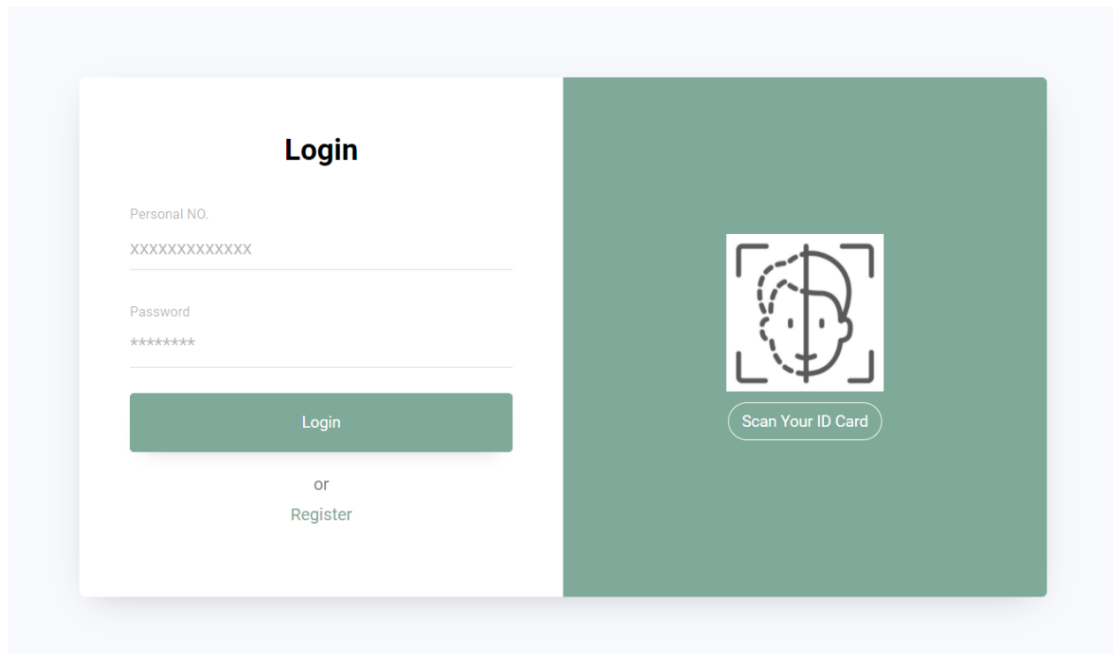 Login
Personal NO.
XXXXXXXXXXXXX
Password
********
Login
or
Register
Scan Your ID Card